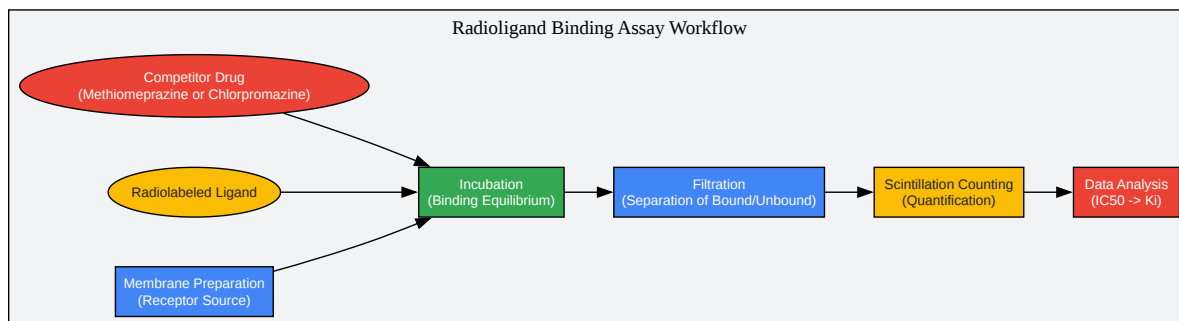 Radioligand Binding Assay Workflow
Competitor Drug
(Methiomeprazine or Chlorpromazine)
Radiolabeled Ligand
Membrane Preparation
(Receptor Source)
Incubation
(Binding Equilibrium)
Filtration
(Separation of Bound/Unbound)
Scintillation Counting
(Quantification)
Data Analysis
(IC50 -> Ki)